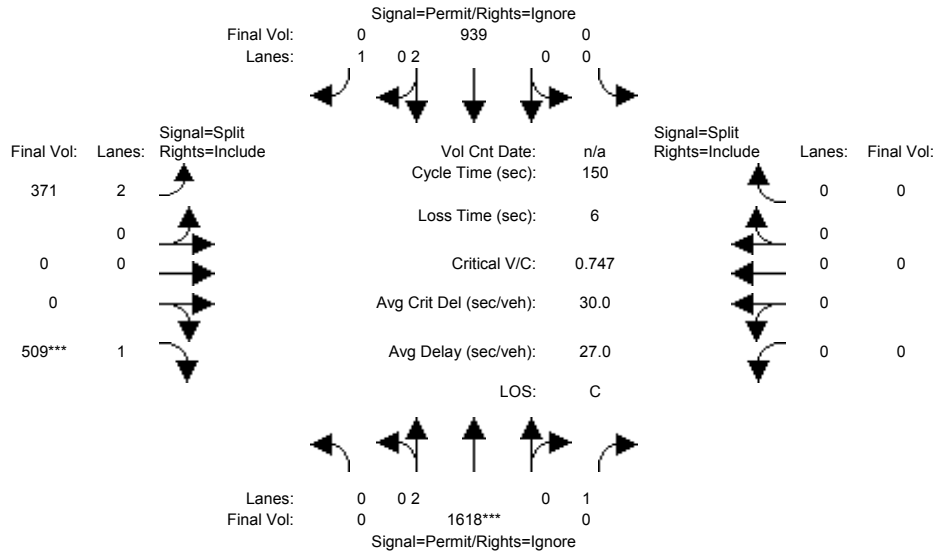 Signal=Permit/Rights=Ignore
Final Vol: 0 939 0
Lanes: 1 0 2 0 0
Signal=Split Signal=Split
Final Vol: Lanes: Rights=Include Vol Cnt Date: n/a Rights=Include Lanes: Final Vol:
Cycle Time (sec): 150
371 2 0 0
Loss Time (sec): 6
0 0
0 0 Critical V/C: 0.747 0 0
0 Avg Crit Del (sec/veh): 30.0 0
509*** 1 Avg Delay (sec/veh): 27.0 0 0
LOS: C
Lanes: 0 0 2 0 1
Final Vol: 0 1618*** 0
Signal=Permit/Rights=Ignore